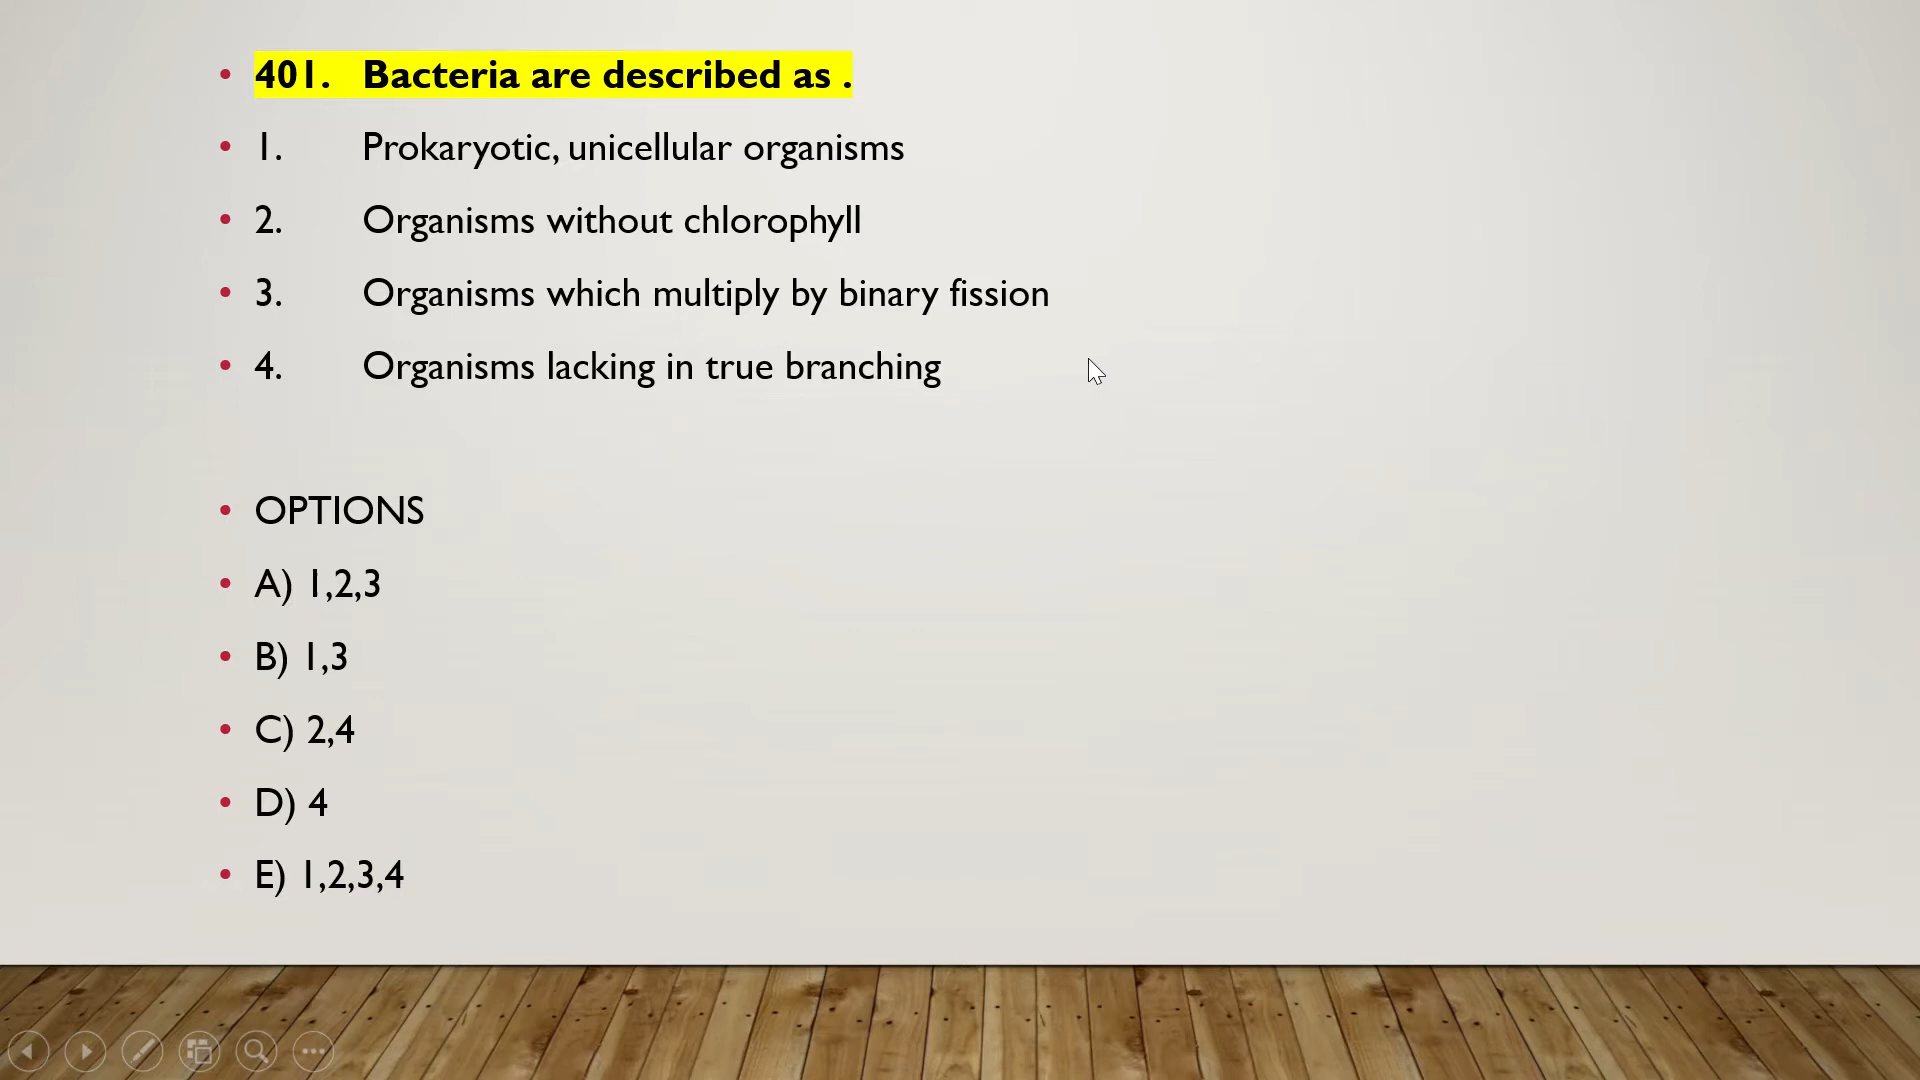 401. Bacteria are described as .
1. Prokaryotic, unicellular organisms
2. Organisms without chlorophyll
3. Organisms which multiply by binary fission
4. Organisms lacking in true branching
OPTIONS
A) 1,2,3
B) 1,3
C) 2,4
D) 4
E) 1,2,3,4